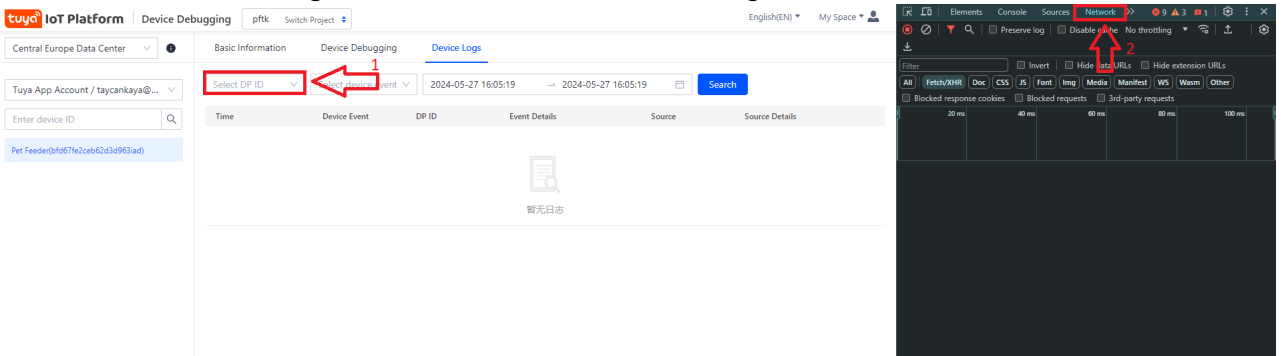 tuya IoT Platform Device Debugging pftk Switch Project English(EN) My Space
Central Europe Data Center
Tuya App Account / taycankaya@...
Enter device ID
Pet Feeder(bfd67fe2ceb62d3d963iad)
Basic Information Device Debugging Device Logs
1
Select DP ID Select device event 2024-05-27 16:05:19 → 2024-05-27 16:05:19 Search
Time Device Event DP ID Event Details Source Source Details
暂无日志
Elements Console Sources Network 9 3 1
Preserve log Disable cache No throttling
2
Filter Invert Hide data URLs Hide extension URLs
All Fetch/XHR Doc CSS JS Font Img Media Manifest WS Wasm Other
Blocked response cookies Blocked requests 3rd-party requests
20 ms 40 ms 60 ms 80 ms 100 ms